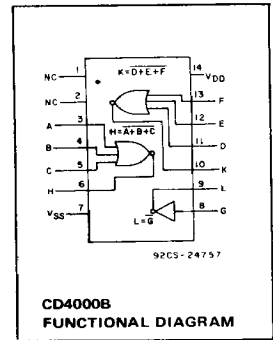 K=D+E+F
NC 1
14 VDD
NC 2
13 F
A 3
12 E
H=A+B+C
B 4
11 D
C 5
10 K
H 6
9 L
VSS 7
L=G
8 G
92CS-24757
CD4000B
FUNCTIONAL DIAGRAM